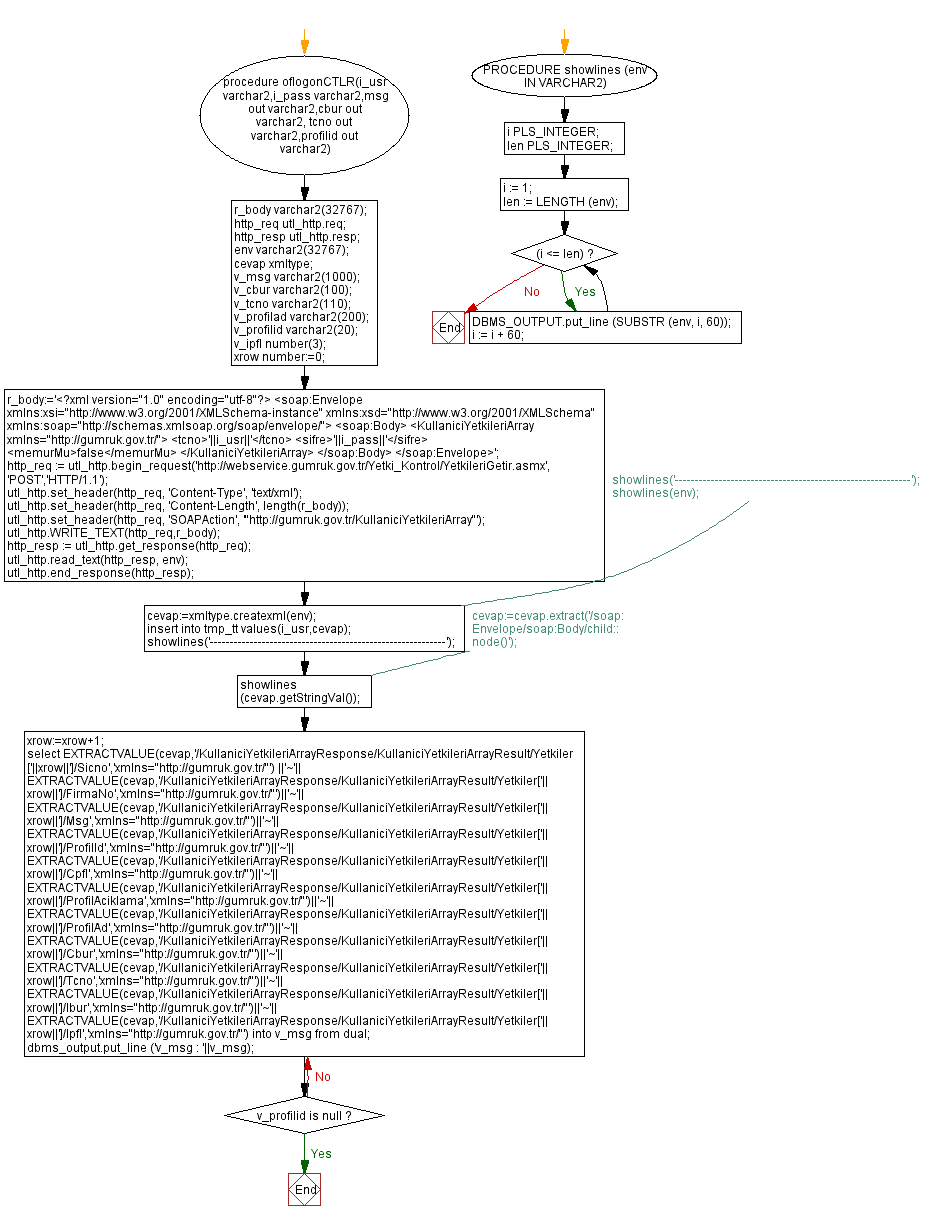 procedure oflogonCTLR(i_usr
varchar2,i_pass varchar2,msg
out varchar2,cbur out
varchar2, tcno out
varchar2,profilid out
varchar2)
r_body varchar2(32767);
http_req utl_http.req;
http_resp utl_http.resp;
env varchar2(32767);
cevap xmltype;
v_msg varchar2(1000);
v_cbur varchar2(100);
v_tcno varchar2(110);
v_profilad varchar2(200);
v_profilid varchar2(20);
v_ipfl number(3);
xrow number:=0;
PROCEDURE showlines (env
IN VARCHAR2)
i PLS_INTEGER;
len PLS_INTEGER;
i := 1;
len := LENGTH (env);
(i <= len) ?
No
Yes
End
DBMS_OUTPUT.put_line (SUBSTR (env, i, 60));
i := i + 60;
r_body:='<?xml version="1.0" encoding="utf-8"?> <soap:Envelope
xmlns:xsi="http://www.w3.org/2001/XMLSchema-instance" xmlns:xsd="http://www.w3.org/2001/XMLSchema"
xmlns:soap="http://schemas.xmlsoap.org/soap/envelope/"> <soap:Body> <KullaniciYetkileriArray
xmlns="http://gumruk.gov.tr/"> <tcno>'||i_usr||'</tcno> <sifre>'||i_pass||'</sifre>
<memurMu>false</memurMu> </KullaniciYetkileriArray> </soap:Body> </soap:Envelope>';
http_req := utl_http.begin_request('http://webservice.gumruk.gov.tr/Yetki_Kontrol/YetkileriGetir.asmx',
'POST','HTTP/1.1');
utl_http.set_header(http_req, 'Content-Type', 'text/xml');
utl_http.set_header(http_req, 'Content-Length', length(r_body));
utl_http.set_header(http_req, 'SOAPAction', '"http://gumruk.gov.tr/KullaniciYetkileriArray"');
utl_http.WRITE_TEXT(http_req,r_body);
http_resp := utl_http.get_response(http_req);
utl_http.read_text(http_resp, env);
utl_http.end_response(http_resp);
showlines('-----------------------------------------------------------');
showlines(env);
cevap:=xmltype.createxml(env);
insert into tmp_tt values(i_usr,cevap);
showlines('-----------------------------------------------------------');
cevap:=cevap.extract('/soap:
Envelope/soap:Body/child::
node()');
showlines
(cevap.getStringVal());
xrow:=xrow+1;
select EXTRACTVALUE(cevap,'/KullaniciYetkileriArrayResponse/KullaniciYetkileriArrayResult/Yetkiler
['||xrow||']/Sicno','xmlns="http://gumruk.gov.tr/"') ||'~'||
EXTRACTVALUE(cevap,'/KullaniciYetkileriArrayResponse/KullaniciYetkileriArrayResult/Yetkiler['||
xrow||']/FirmaNo','xmlns="http://gumruk.gov.tr/"')||'~'||
EXTRACTVALUE(cevap,'/KullaniciYetkileriArrayResponse/KullaniciYetkileriArrayResult/Yetkiler['||
xrow||']/Msg','xmlns="http://gumruk.gov.tr/"')||'~'||
EXTRACTVALUE(cevap,'/KullaniciYetkileriArrayResponse/KullaniciYetkileriArrayResult/Yetkiler['||
xrow||']/ProfilId','xmlns="http://gumruk.gov.tr/"')||'~'||
EXTRACTVALUE(cevap,'/KullaniciYetkileriArrayResponse/KullaniciYetkileriArrayResult/Yetkiler['||
xrow||']/Cpfl','xmlns="http://gumruk.gov.tr/"')||'~'||
EXTRACTVALUE(cevap,'/KullaniciYetkileriArrayResponse/KullaniciYetkileriArrayResult/Yetkiler['||
xrow||']/ProfilAciklama','xmlns="http://gumruk.gov.tr/"')||'~'||
EXTRACTVALUE(cevap,'/KullaniciYetkileriArrayResponse/KullaniciYetkileriArrayResult/Yetkiler['||
xrow||']/ProfilAd','xmlns="http://gumruk.gov.tr/"')||'~'||
EXTRACTVALUE(cevap,'/KullaniciYetkileriArrayResponse/KullaniciYetkileriArrayResult/Yetkiler['||
xrow||']/Cbur','xmlns="http://gumruk.gov.tr/"')||'~'||
EXTRACTVALUE(cevap,'/KullaniciYetkileriArrayResponse/KullaniciYetkileriArrayResult/Yetkiler['||
xrow||']/Tcno','xmlns="http://gumruk.gov.tr/"')||'~'||
EXTRACTVALUE(cevap,'/KullaniciYetkileriArrayResponse/KullaniciYetkileriArrayResult/Yetkiler['||
xrow||']/Ibur','xmlns="http://gumruk.gov.tr/"')||'~'||
EXTRACTVALUE(cevap,'/KullaniciYetkileriArrayResponse/KullaniciYetkileriArrayResult/Yetkiler['||
xrow||']/Ipfl','xmlns="http://gumruk.gov.tr/"') into v_msg from dual;
dbms_output.put_line ('v_msg : '||v_msg);
No
v_profilid is null ?
Yes
End